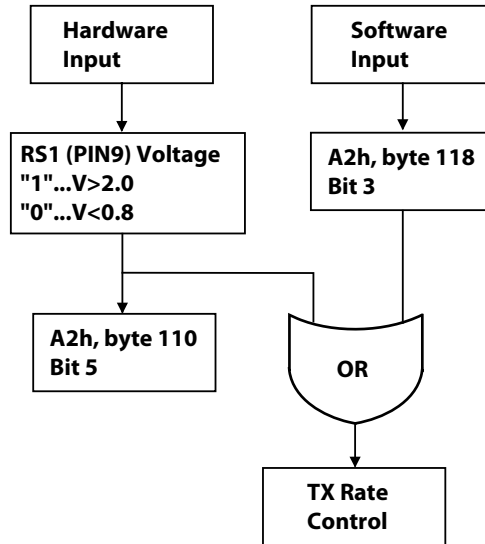 Hardware
Input
Software
Input
RS1 (PIN9) Voltage
"1"...V>2.0
"0"...V<0.8
A2h, byte 118
Bit 3
A2h, byte 110
Bit 5
OR
TX Rate
Control